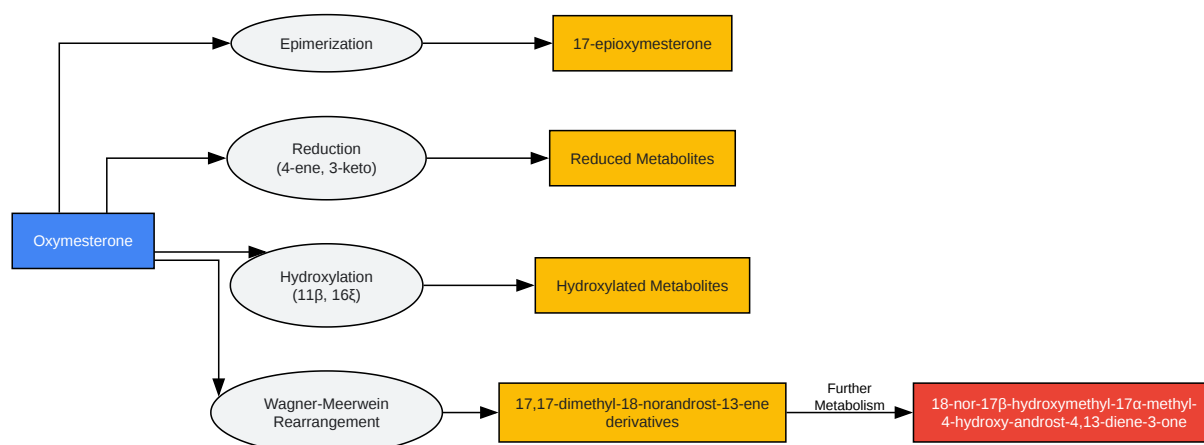 Epimerization
17-epioxymesterone
Reduction
(4-ene, 3-keto)
Reduced Metabolites
Oxymesterone
Hydroxylation
(11β, 16ξ)
Hydroxylated Metabolites
Wagner-Meerwein
Rearrangement
17,17-dimethyl-18-norandrost-13-ene
derivatives
Further
Metabolism
18-nor-17β-hydroxymethyl-17α-methyl-
4-hydroxy-androst-4,13-diene-3-one